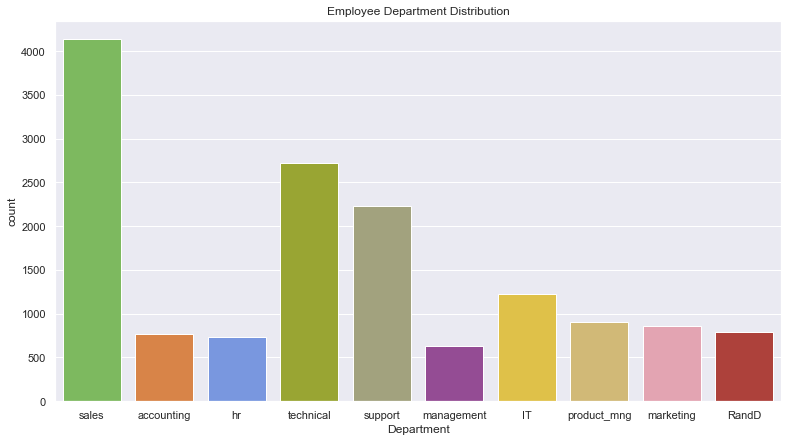 Employee Department Distribution
count
4000
3500
3000
2500
2000
1500
1000
500
0
sales accounting hr technical support management IT product_mng marketing RandD
Department